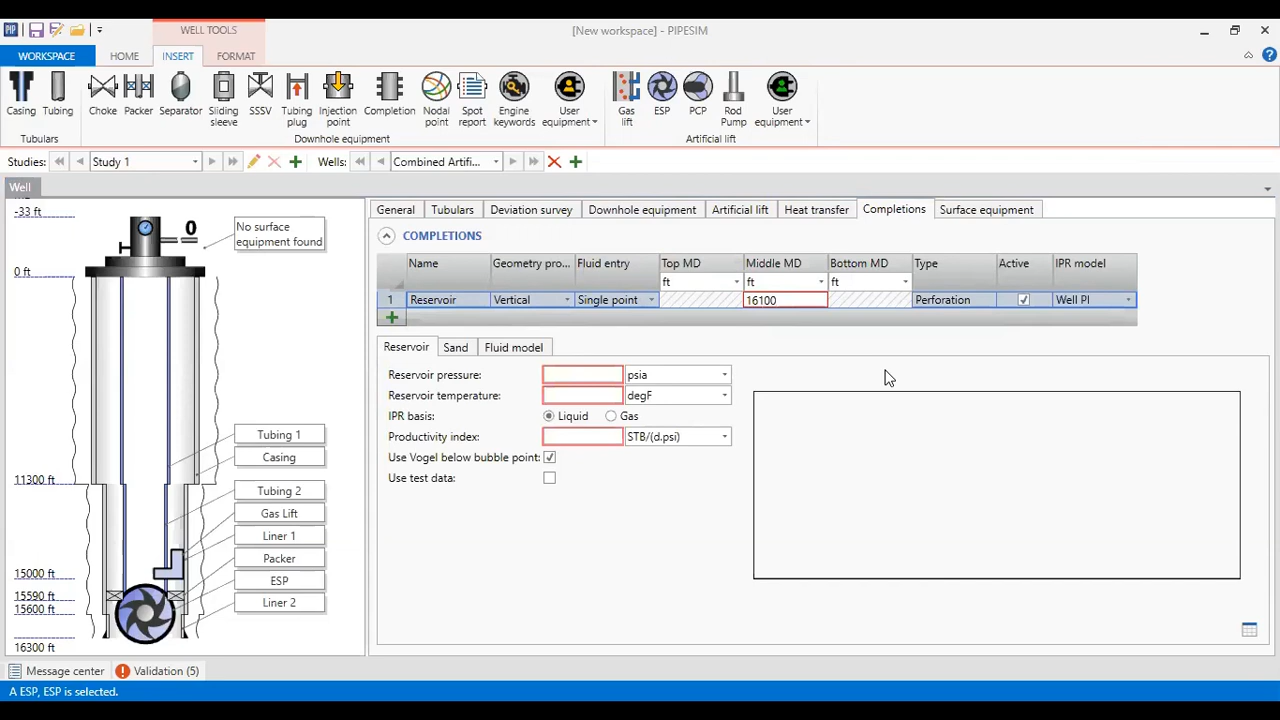 PIP
WELL TOOLS
[New workspace] - PIPESIM
WORKSPACE
HOME
INSERT
FORMAT
Casing
Tubing
Choke
Packer
Separator
Sliding sleeve
SSSV
Tubing plug
Injection point
Completion
Nodal point
Spot report
Engine keywords
User equipment
Gas lift
ESP
PCP
Rod Pump
User equipment
Tubulars
Downhole equipment
Artificial lift
Studies:
Study 1
Wells:
Combined Artifi...
Well
General
Tubulars
Deviation survey
Downhole equipment
Artificial lift
Heat transfer
Completions
Surface equipment
-33 ft
0
No surface
equipment found
0 ft
Tubing 1
Casing
11300 ft
Tubing 2
Gas Lift
Liner 1
Packer
15000 ft
ESP
15590 ft
Liner 2
15600 ft
16300 ft
COMPLETIONS
Name
Geometry pro...
Fluid entry
Top MD
Middle MD
Bottom MD
Type
Active
IPR model
ft
ft
ft
1
Reservoir
Vertical
Single point
16100
Perforation
Well PI
Reservoir
Sand
Fluid model
Reservoir pressure:
psia
Reservoir temperature:
degF
IPR basis:
Liquid
Gas
Productivity index:
STB/(d.psi)
Use Vogel below bubble point:
Use test data:
Message center
Validation (5)
A ESP, ESP is selected.